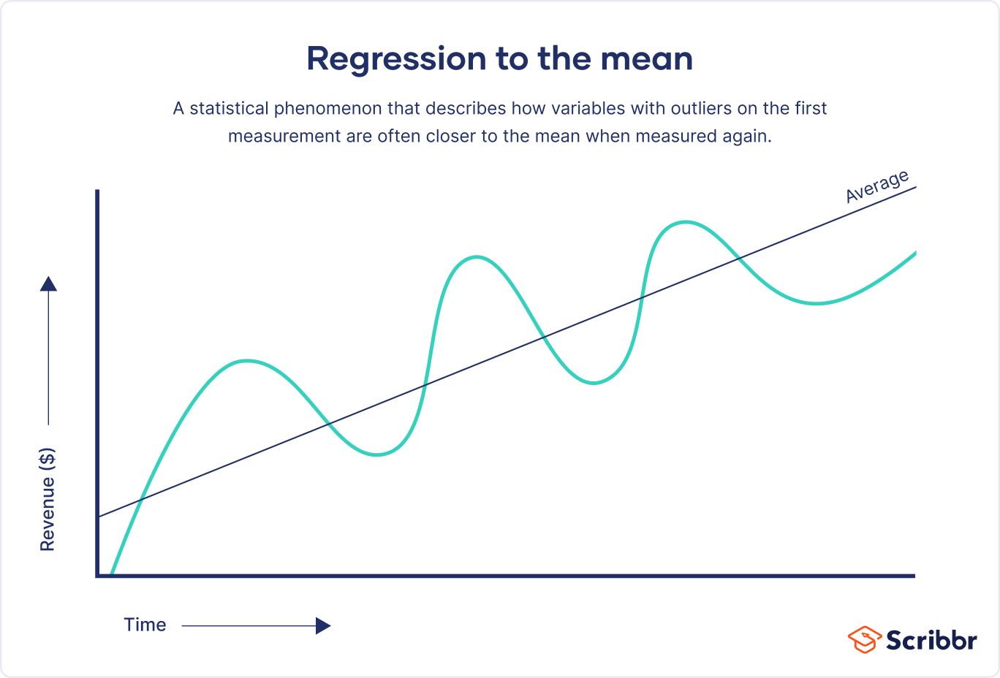 Regression to the mean
A statistical phenomenon that describes how variables with outliers on the first
measurement are often closer to the mean when measured again.
Average
Revenue ($)
Time
Scribbr